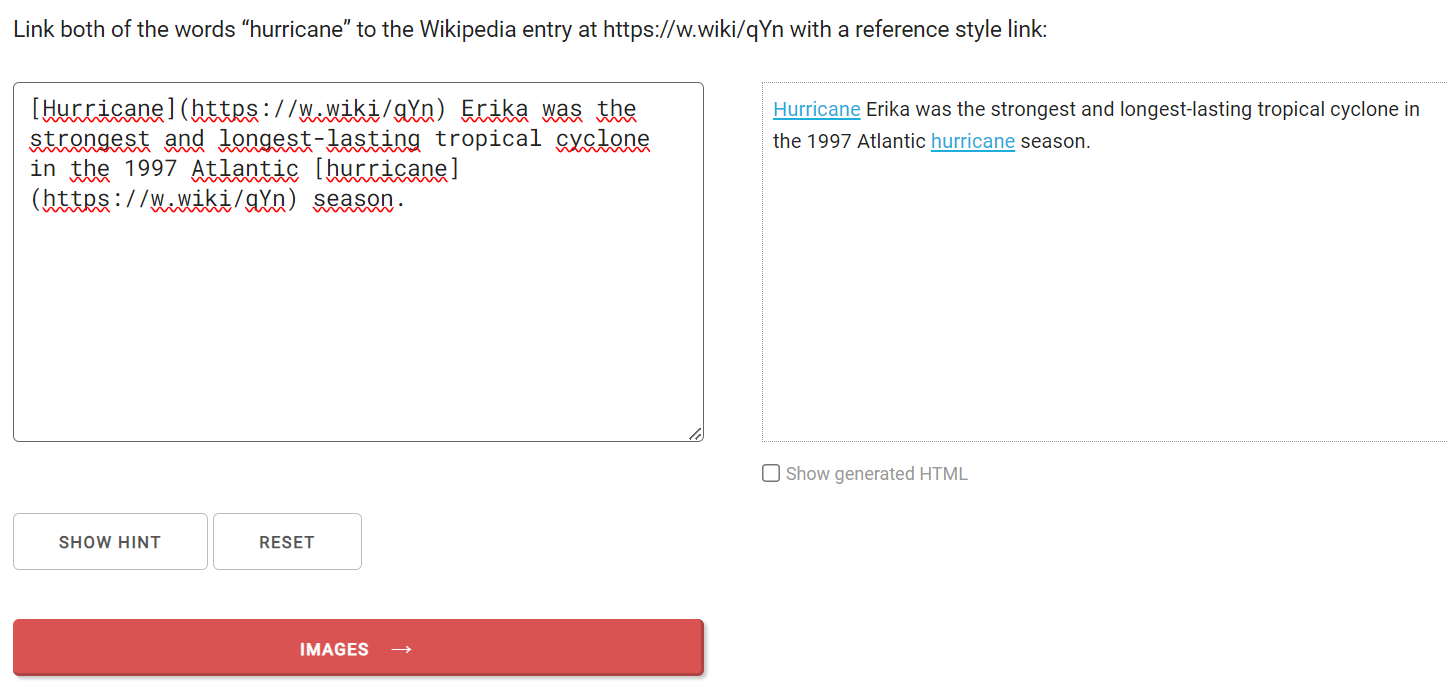 Link both of the words “hurricane” to the Wikipedia entry at https://w.wiki/qYn with a reference style link:
[Hurricane](https://w.wiki/qYn) Erika was the
strongest and longest-lasting tropical cyclone
in the 1997 Atlantic [hurricane]
(https://w.wiki/qYn) season.
Hurricane Erika was the strongest and longest-lasting tropical cyclone in
the 1997 Atlantic hurricane season.
Show generated HTML
SHOW HINT
RESET
IMAGES →